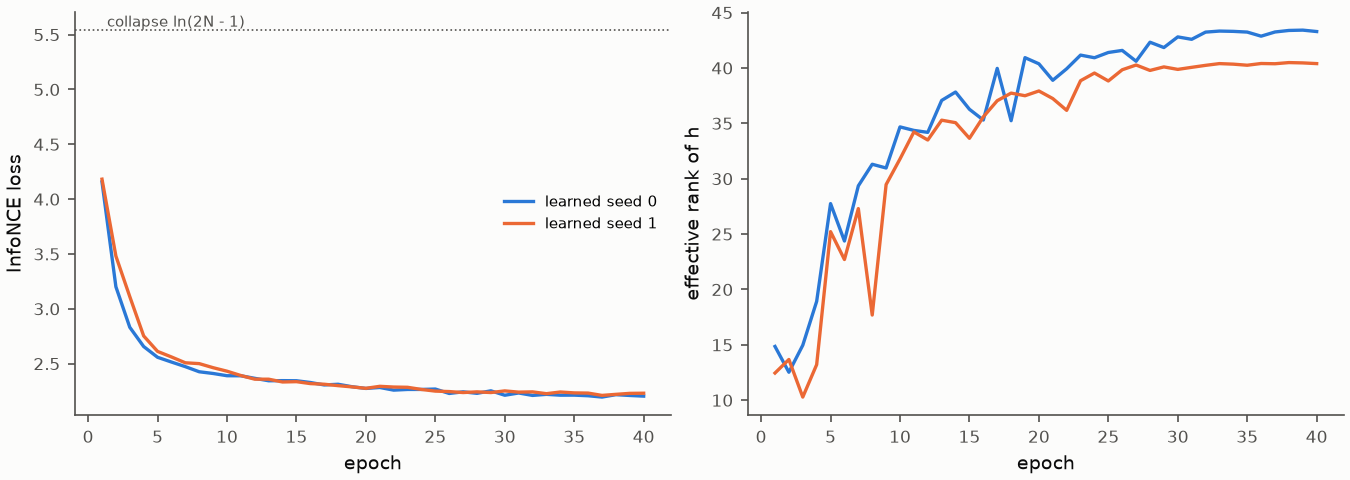 collapse ln(2N - 1)
InfoNCE loss
5.5
5.0
4.5
4.0
3.5
3.0
2.5
learned seed 0
learned seed 1
0 5 10 15 20 25 30 35 40
epoch
effective rank of h
45
40
35
30
25
20
15
10
0 5 10 15 20 25 30 35 40
epoch